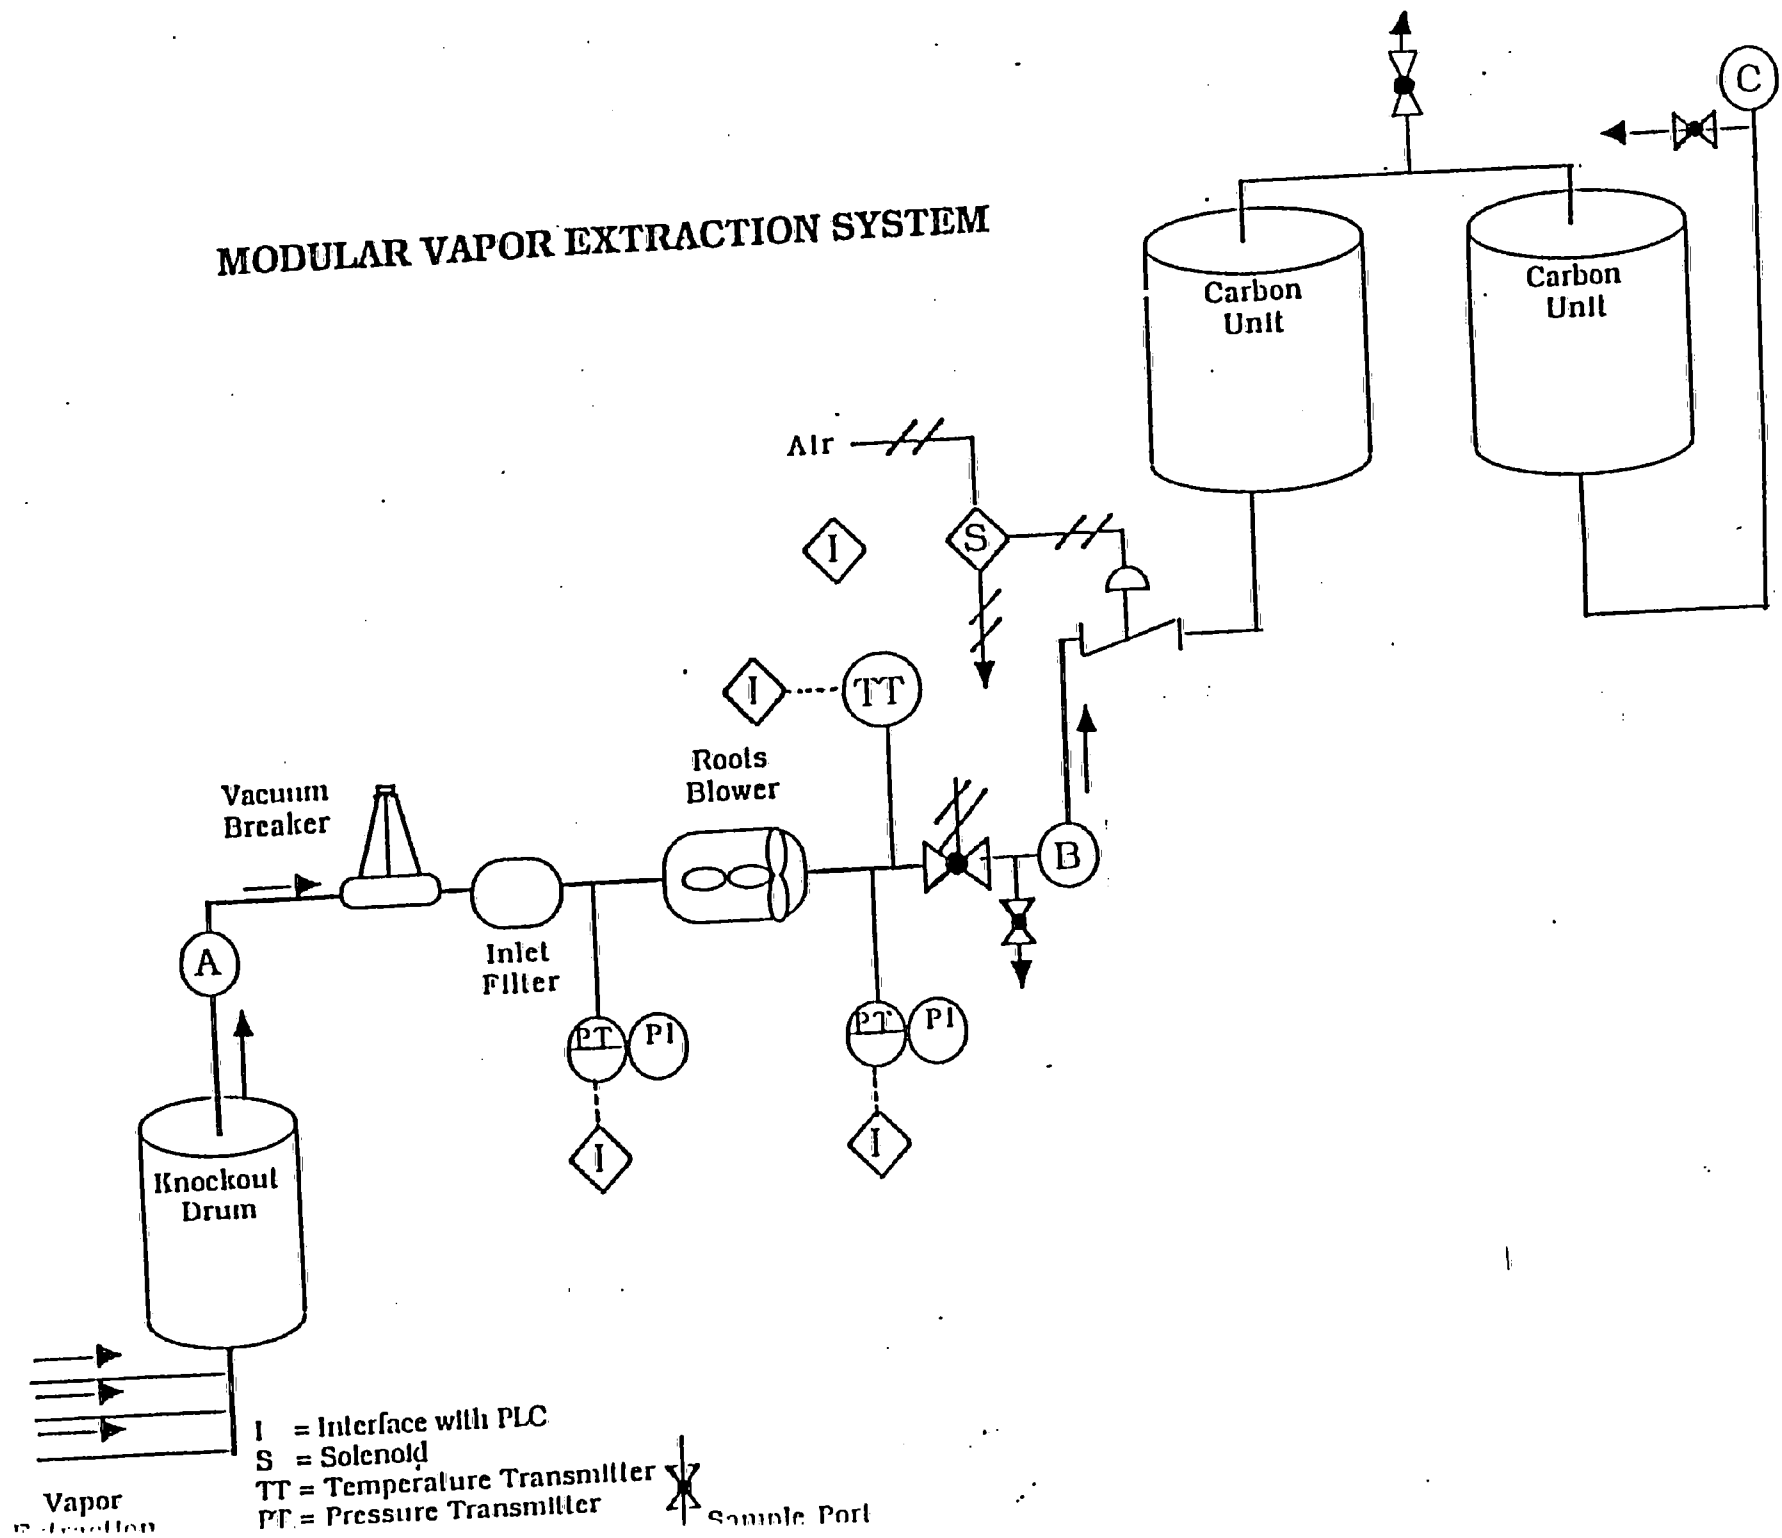 C
MODULAR VAPOR EXTRACTION SYSTEM
Carbon
Unit
Carbon
Unit
Air
I
S
I
TT
Roots
Blower
Vacuum
Breaker
B
A
Inlet
Filter
PT
PI
PT
PI
I
I
Knockout
Drum
I = Interface with PLC
S = Solenoid
TT = Temperature Transmitter
PT = Pressure Transmitter
Sample Port
Vapor
Extraction